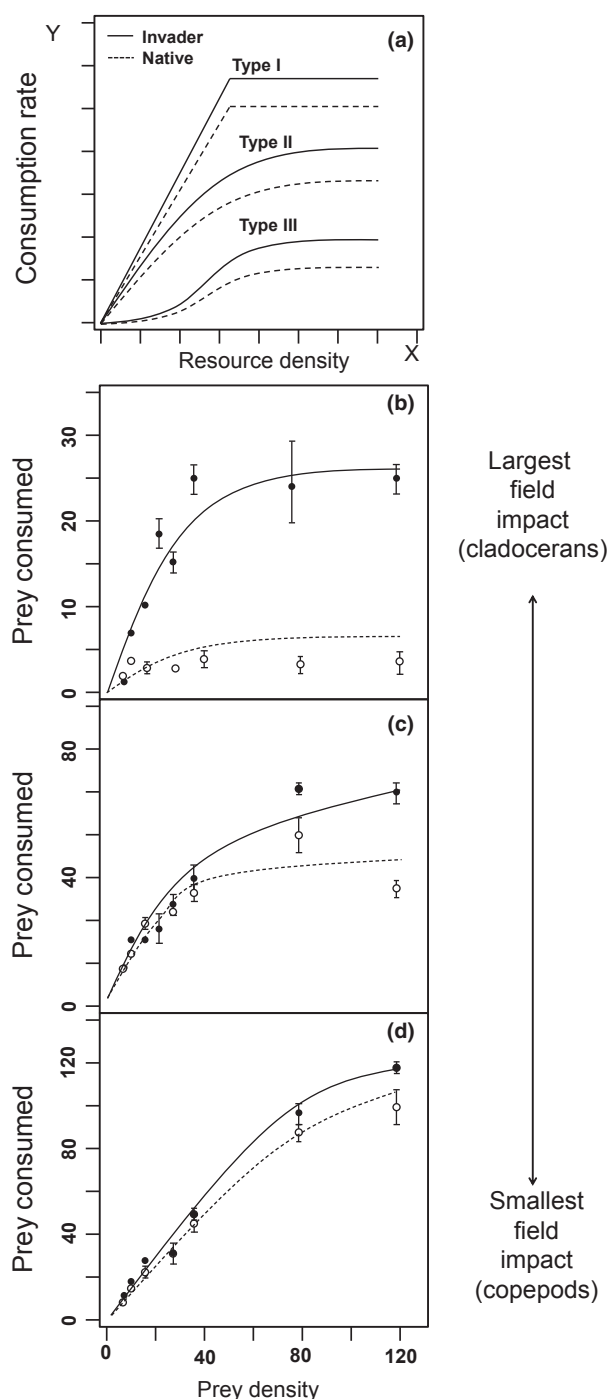 Y
(a)
Invader
Native
Type I
Type II
Type III
Consumption rate
Resource density
X
(b)
30
20
10
0
Prey consumed
Largest
field
impact
(cladocerans)
(c)
80
40
0
Prey consumed
(d)
120
80
40
0
Prey consumed
Smallest
field
impact
(copepods)
0 40 80 120
Prey density